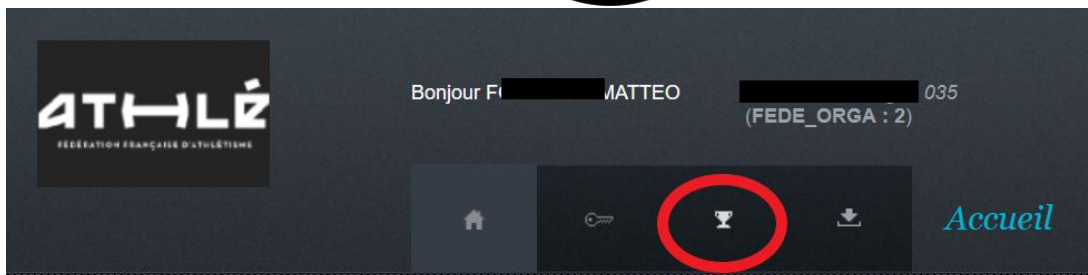 ATHLÉ
FÉDÉRATION FRANÇAISE D'ATHLÉTISME
Bonjour F MATTEO
035
(FEDE_ORGA : 2)
Accueil